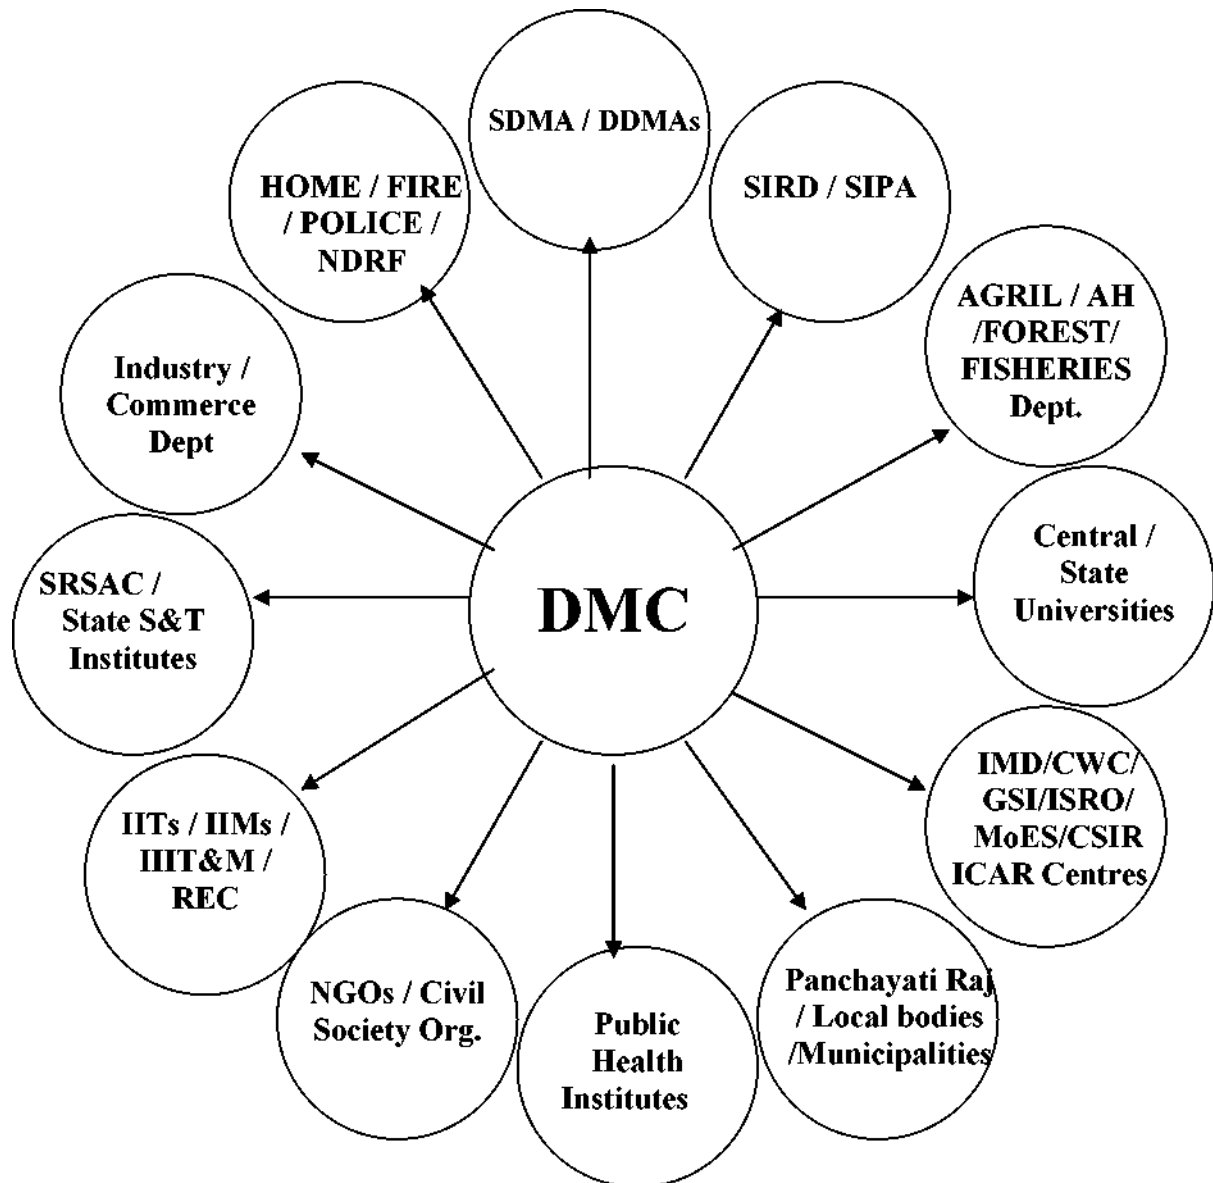 SDMA / DDMAs
HOME / FIRE
/ POLICE /
NDRF
SIRD / SIPA
AGRIL / AH
/FOREST/
FISHERIES
Dept.
Industry /
Commerce
Dept
Central /
State
Universities
SRSAC /
State S&T
Institutes
DMC
IMD/CWC/
GSI/ISRO/
MoES/CSIR
ICAR Centres
IITs / IIMs /
IIIT&M /
REC
NGOs / Civil
Society Org.
Public
Health
Institutes
Panchayati Raj
/ Local bodies
/Municipalities